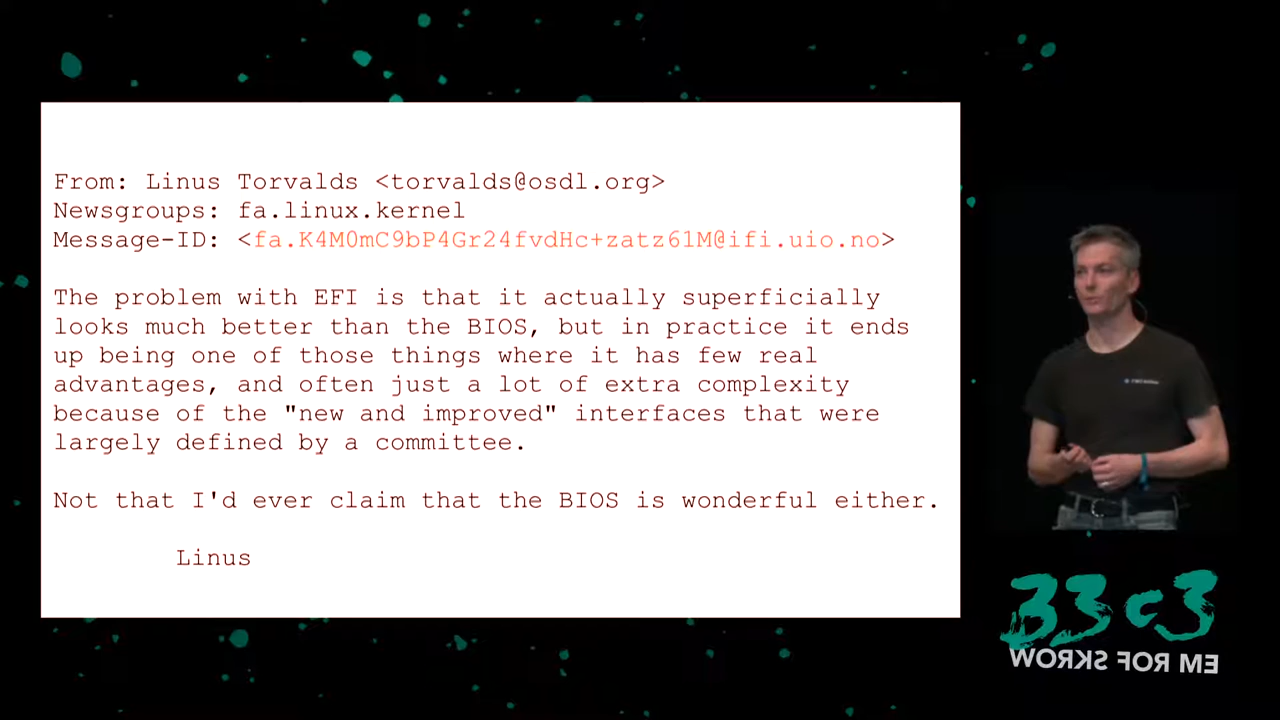 From: Linus Torvalds <torvalds@osdl.org>
Newsgroups: fa.linux.kernel
Message-ID: <fa.K4M0mC9bP4Gr24fvdHc+zatz61M@ifi.uio.no>
The problem with EFI is that it actually superficially
looks much better than the BIOS, but in practice it ends
up being one of those things where it has few real
advantages, and often just a lot of extra complexity
because of the "new and improved" interfaces that were
largely defined by a committee.
Not that I'd ever claim that the BIOS is wonderful either.
Linus
33c3
WORKS FOR ME